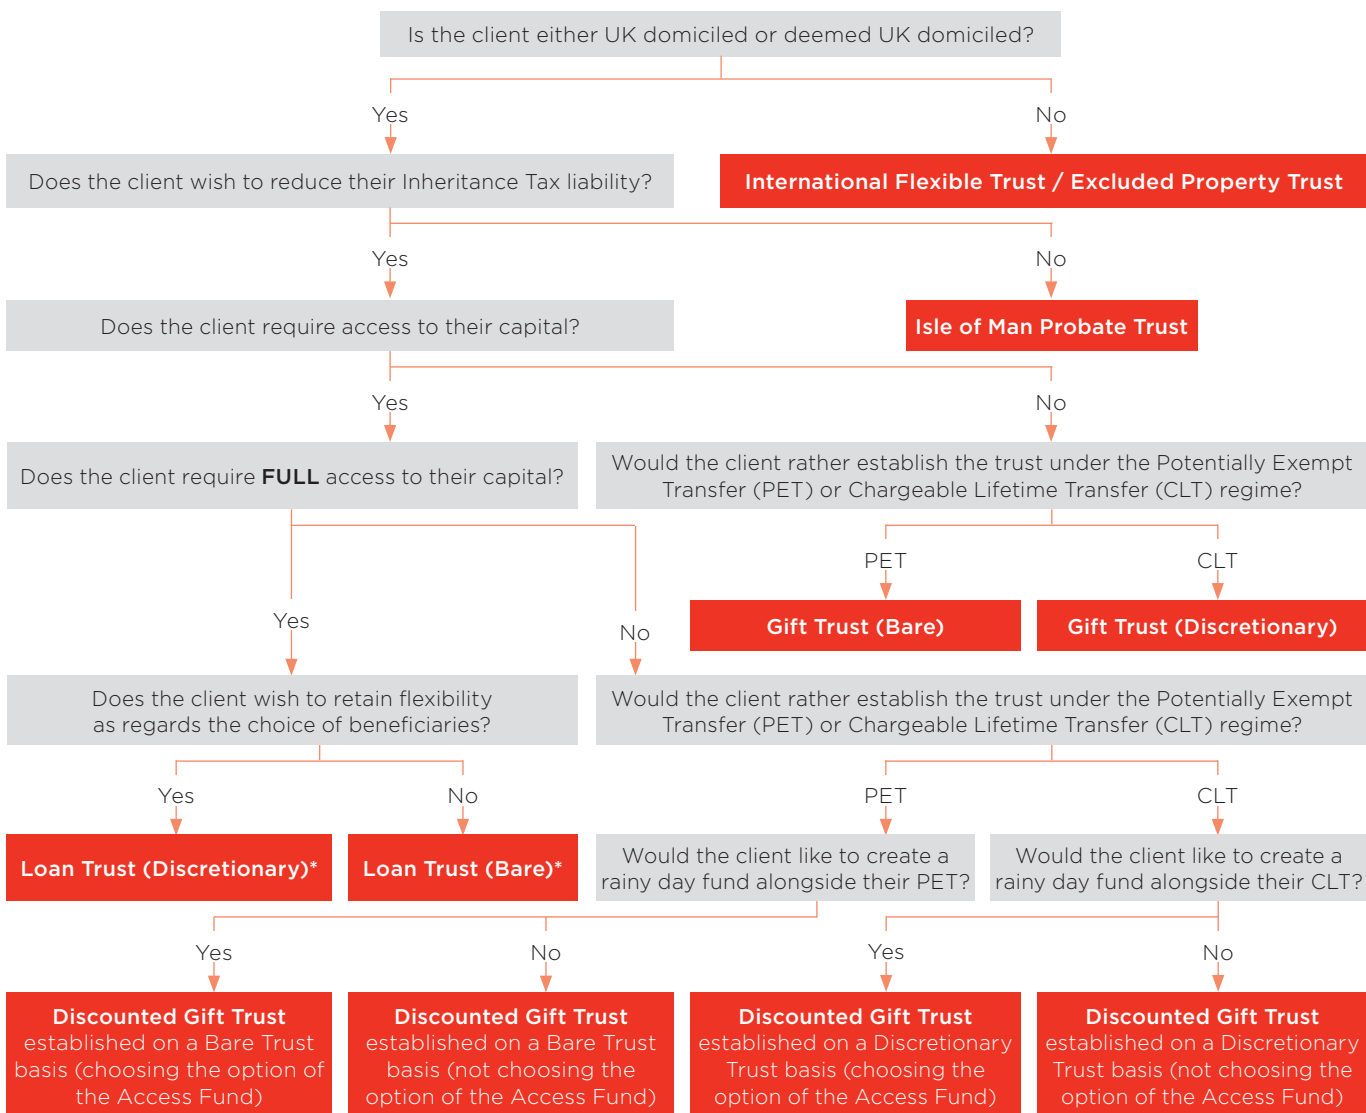 Is the client either UK domiciled or deemed UK domiciled?
Yes
No
Does the client wish to reduce their Inheritance Tax liability?
International Flexible Trust / Excluded Property Trust
Yes
No
Does the client require access to their capital?
Isle of Man Probate Trust
Yes
No
Does the client require FULL access to their capital?
Would the client rather establish the trust under the Potentially Exempt
Transfer (PET) or Chargeable Lifetime Transfer (CLT) regime?
PET
CLT
Gift Trust (Bare)
Gift Trust (Discretionary)
Yes
No
Does the client wish to retain flexibility
as regards the choice of beneficiaries?
Would the client rather establish the trust under the Potentially Exempt
Transfer (PET) or Chargeable Lifetime Transfer (CLT) regime?
Yes
No
PET
CLT
Loan Trust (Discretionary)*
Loan Trust (Bare)*
Would the client like to create a
rainy day fund alongside their PET?
Would the client like to create a
rainy day fund alongside their CLT?
Yes
No
Yes
No
Discounted Gift Trust
established on a Bare Trust
basis (choosing the option of
the Access Fund)
Discounted Gift Trust
established on a Bare Trust
basis (not choosing the
option of the Access Fund)
Discounted Gift Trust
established on a Discretionary
Trust basis (choosing the
option of the Access Fund)
Discounted Gift Trust
established on a Discretionary
Trust basis (not choosing the
option of the Access Fund)